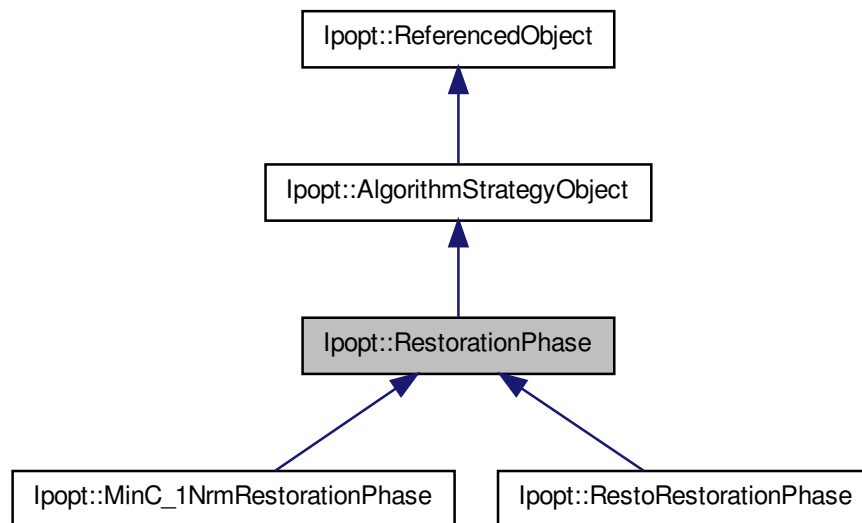 Ipopt::ReferencedObject
Ipopt::AlgorithmStrategyObject
Ipopt::RestorationPhase
Ipopt::MinC_1NrmRestorationPhase
Ipopt::RestoRestorationPhase